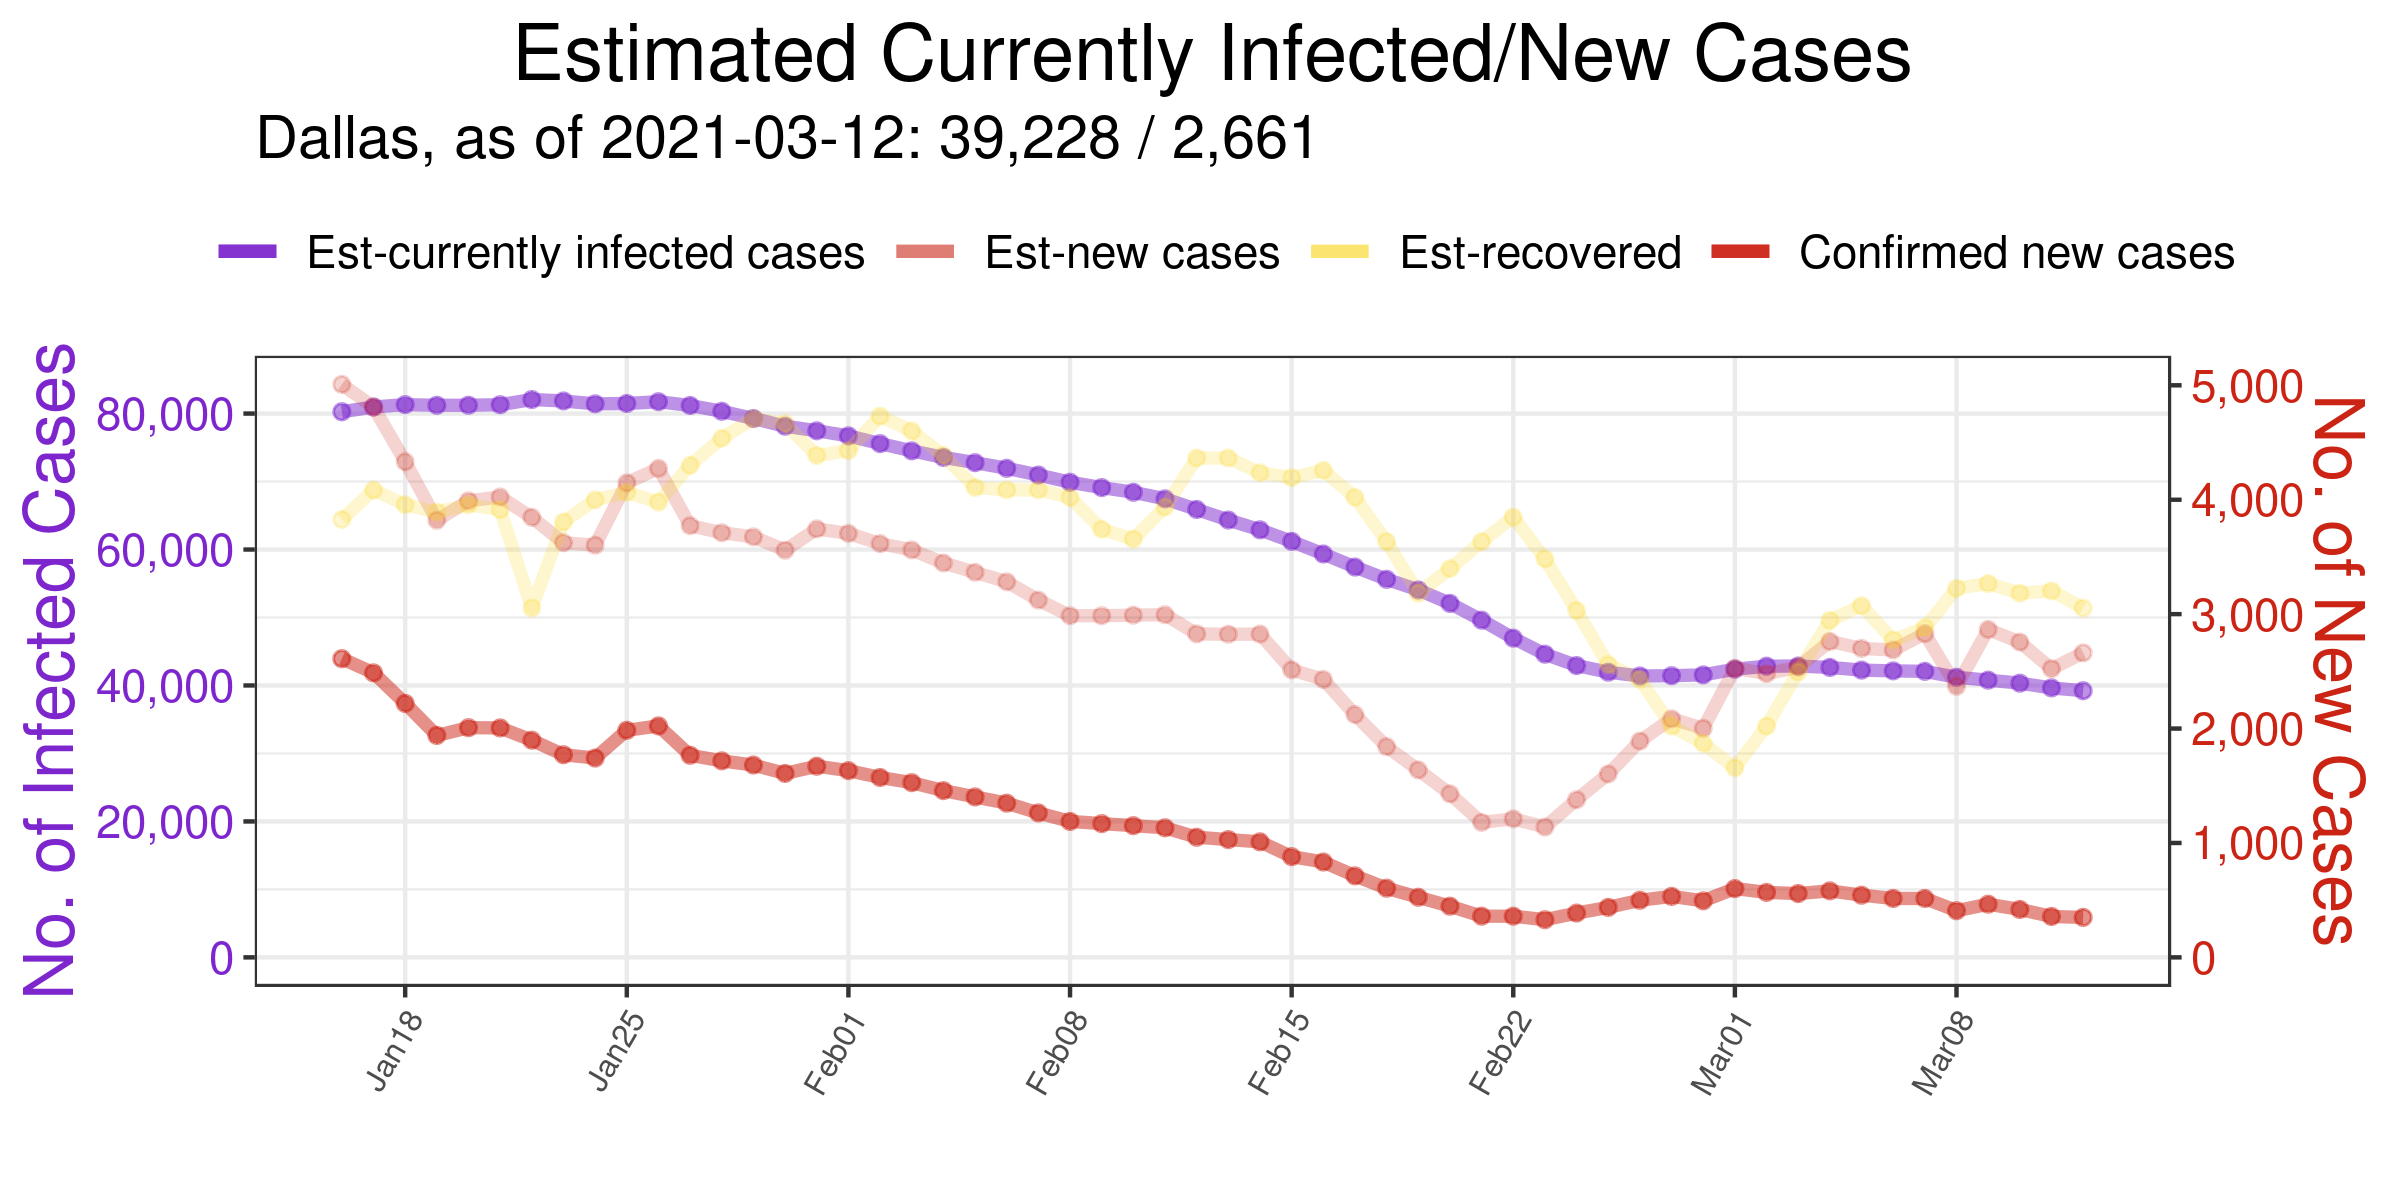 Estimated Currently Infected/New Cases
Dallas, as of 2021-03-12: 39,228 / 2,661
Est-currently infected cases Est-new cases Est-recovered Confirmed new cases
No. of Infected Cases
80,000
60,000
40,000
20,000
0
5,000
4,000
3,000
2,000
1,000
0
No. of New Cases
Jan18 Jan25 Feb01 Feb08 Feb15 Feb22 Mar01 Mar08